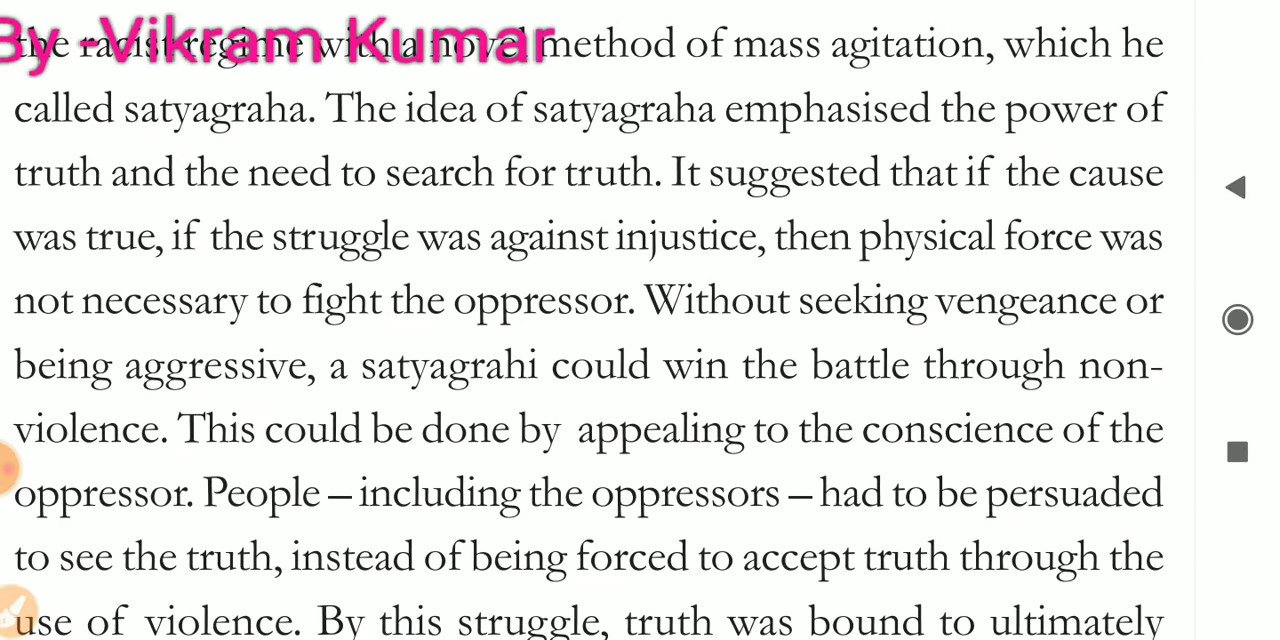 By -Vikram Kumar
the racist regime with a novel method of mass agitation, which he
called satyagraha. The idea of satyagraha emphasised the power of
truth and the need to search for truth. It suggested that if the cause
was true, if the struggle was against injustice, then physical force was
not necessary to fight the oppressor. Without seeking vengeance or
being aggressive, a satyagrahi could win the battle through non-
violence. This could be done by appealing to the conscience of the
oppressor. People – including the oppressors – had to be persuaded
to see the truth, instead of being forced to accept truth through the
use of violence. By this struggle, truth was bound to ultimately